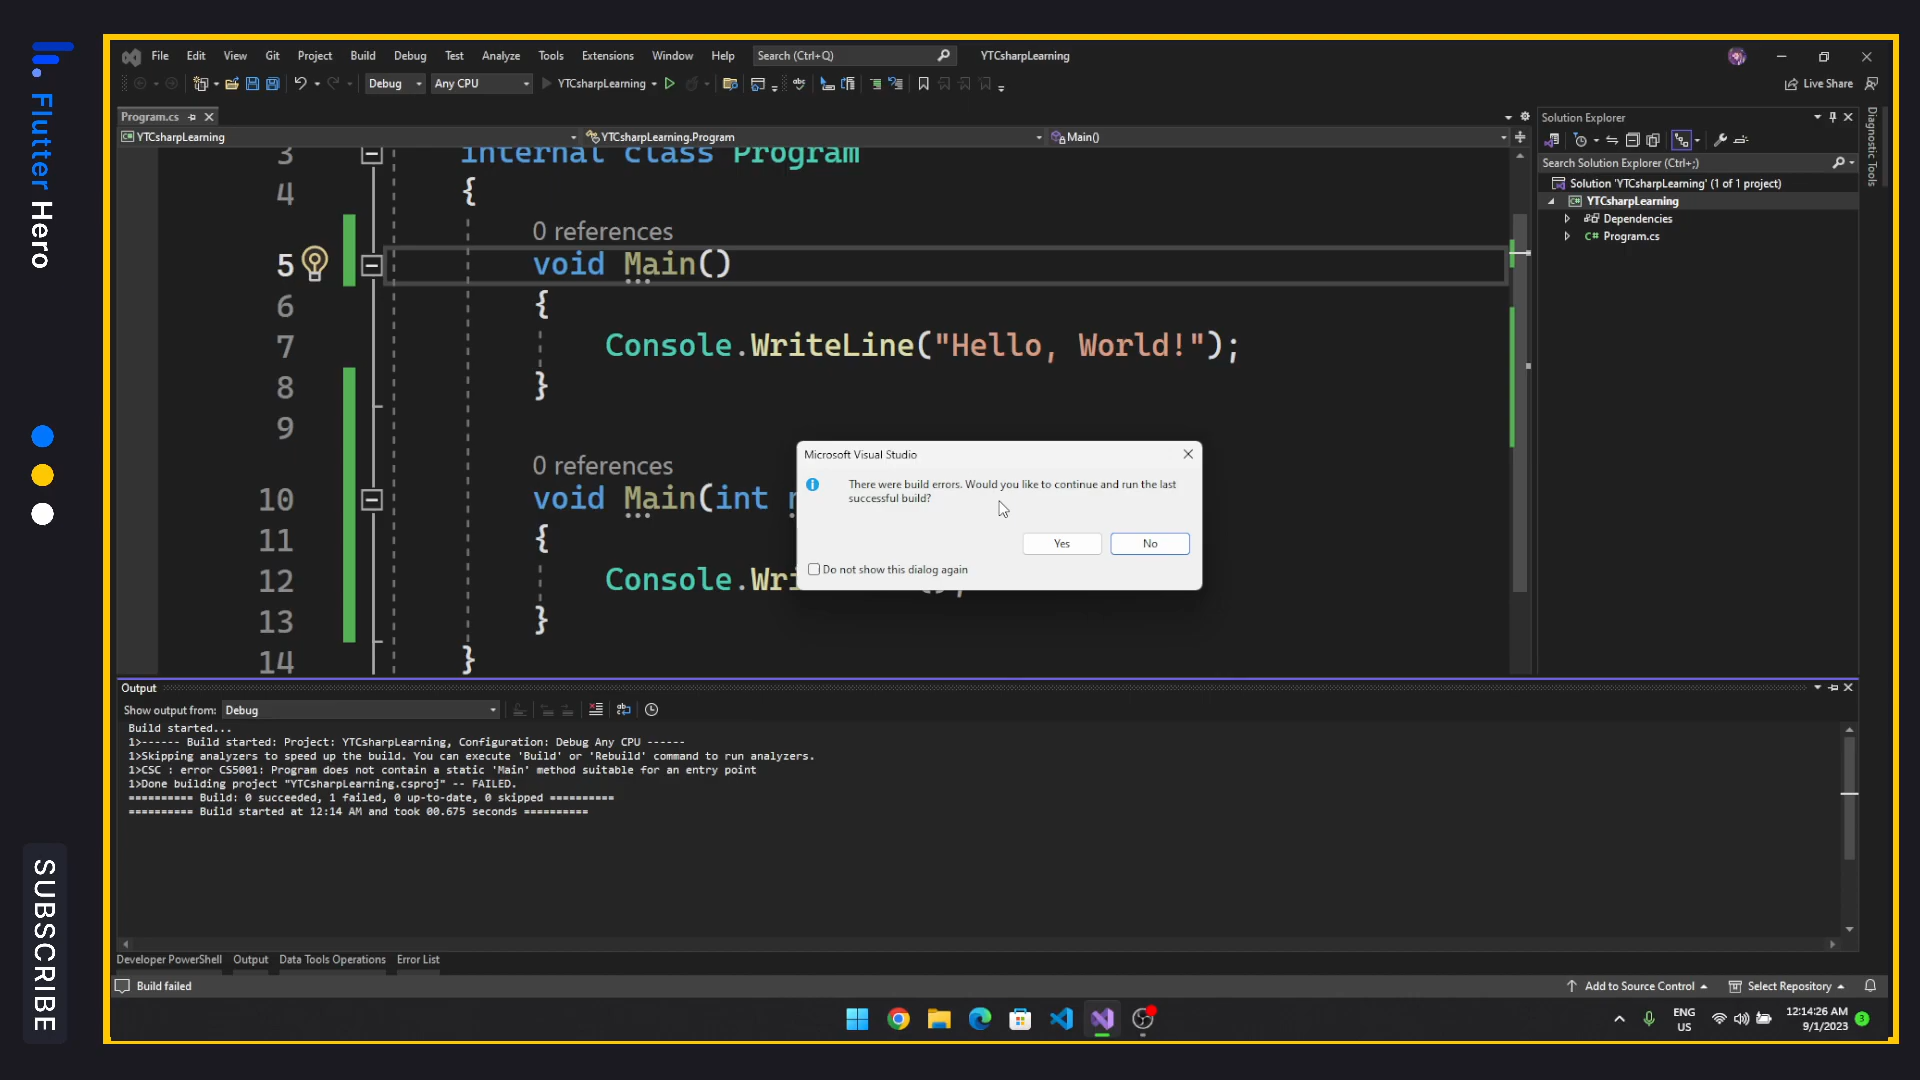 Flutter Hero
SUBSCRIBE
File Edit View Git Project Build Debug Test Analyze Tools Extensions Window Help Search (Ctrl+Q) YTCsharpLearning
Debug Any CPU YTCsharpLearning Live Share
Program.cs
YTCsharpLearning YTCsharpLearning.Program Main()
3 internal class Program
4 {
0 references
5 void Main()
6 {
7 Console.WriteLine("Hello, World!");
8 }
9
0 references
10 void Main(int
11 {
12 Console.
13 }
14 }
Microsoft Visual Studio
There were build errors. Would you like to continue and run the last
successful build?
Yes No
Do not show this dialog again
Solution Explorer
Search Solution Explorer (Ctrl+;)
Solution 'YTCsharpLearning' (1 of 1 project)
YTCsharpLearning
Dependencies
C# Program.cs
Diagnostic Tools
Output
Show output from: Debug
Build started...
1>------ Build started: Project: YTCsharpLearning, Configuration: Debug Any CPU ------
1>Skipping analyzers to speed up the build. You can execute 'Build' or 'Rebuild' command to run analyzers.
1>CSC : error CS5001: Program does not contain a static 'Main' method suitable for an entry point
1>Done building project "YTCsharpLearning.csproj" -- FAILED.
========== Build: 0 succeeded, 1 failed, 0 up-to-date, 0 skipped ==========
========== Build started at 12:14 AM and took 00.675 seconds ==========
Developer PowerShell Output Data Tools Operations Error List
Build failed Add to Source Control Select Repository
ENG
US
12:14:26 AM
9/1/2023
3